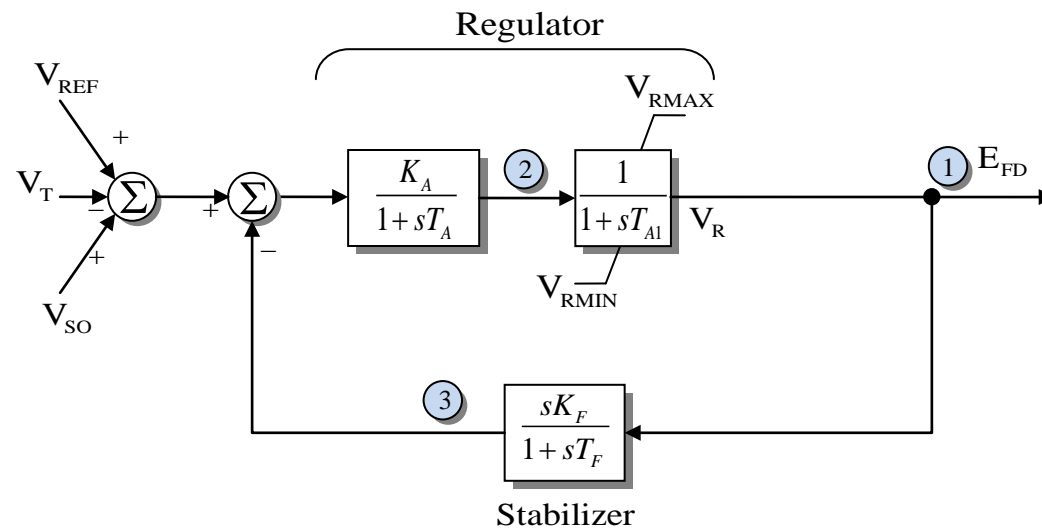 Regulator
V_REF
V_RMAX
+
V_T
−
Σ
+
Σ
K_A
1 + sT_A
2
1
1 + sT_A1
V_R
1
E_FD
+
−
V_RMIN
V_SO
3
sK_F
1 + sT_F
Stabilizer